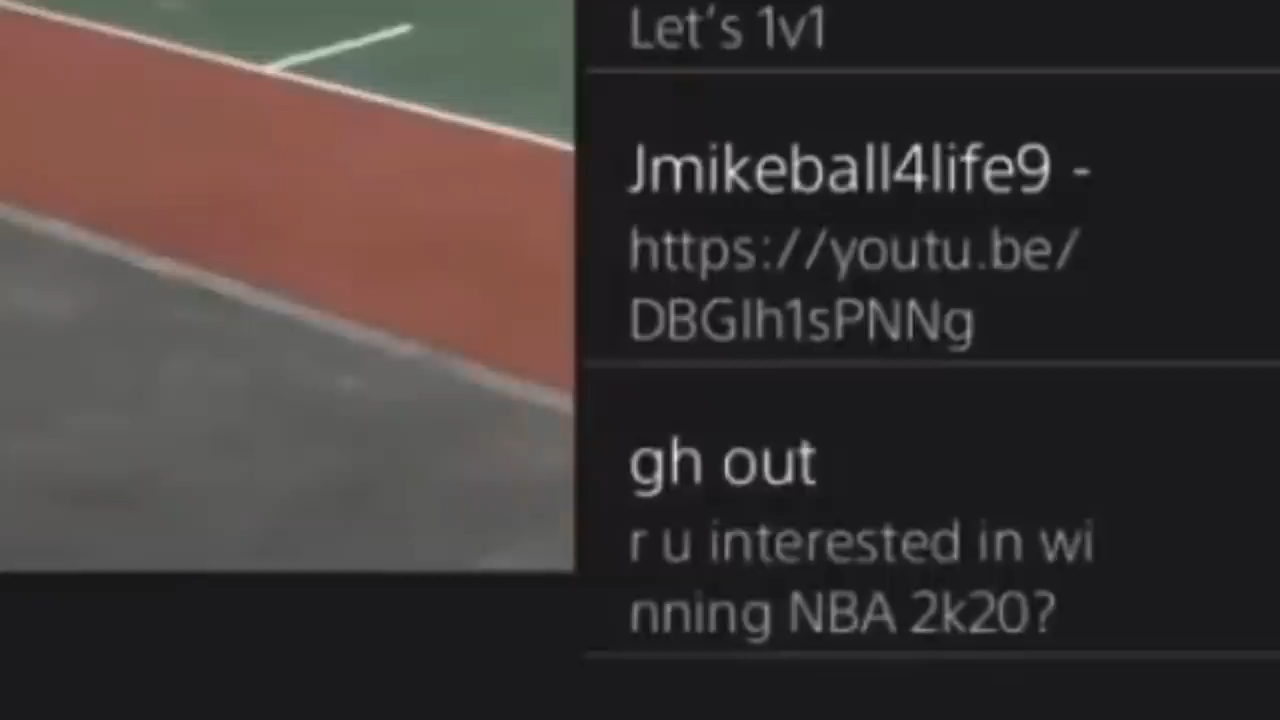 Let's 1v1
Jmikeball4life9 -
https://youtu.be/
DBGIh1sPNNg
gh out
r u interested in wi
nning NBA 2k20?